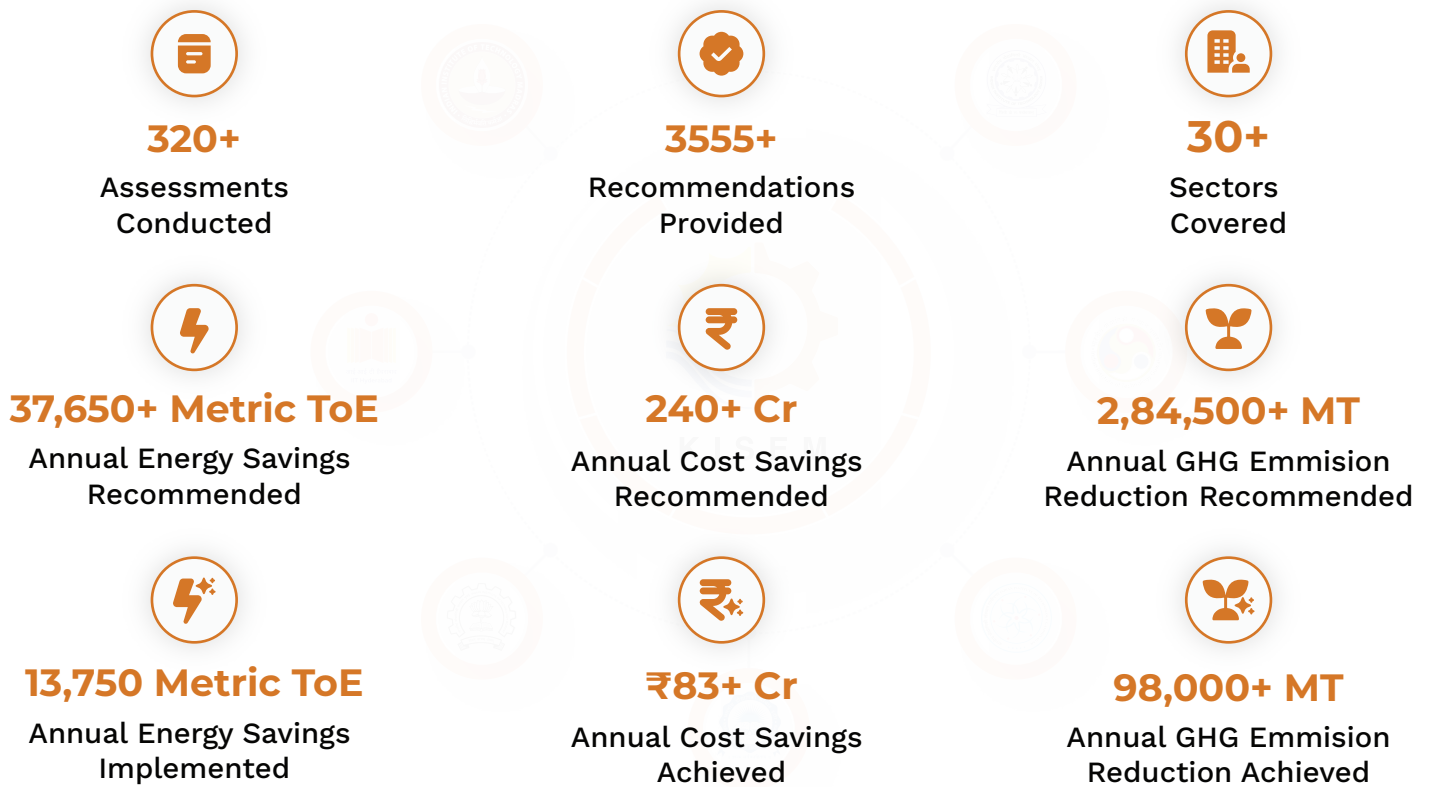 320+
Assessments
Conducted
3555+
Recommendations
Provided
30+
Sectors
Covered
37,650+ Metric ToE
Annual Energy Savings
Recommended
240+ Cr
Annual Cost Savings
Recommended
2,84,500+ MT
Annual GHG Emmision
Reduction Recommended
13,750 Metric ToE
Annual Energy Savings
Implemented
₹83+ Cr
Annual Cost Savings
Achieved
98,000+ MT
Annual GHG Emmision
Reduction Achieved
KISEM